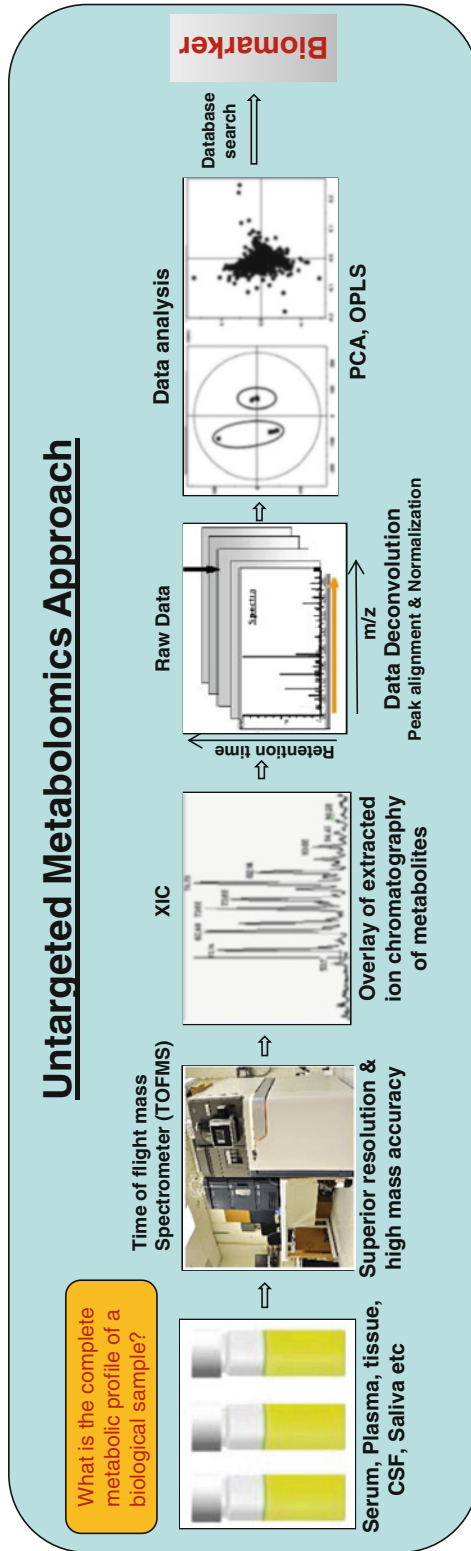 Untargeted Metabolomics Approach
What is the complete
metabolic profile of a
biological sample?
Serum, Plasma, tissue,
CSF, Saliva etc
Time of flight mass
Spectrometer (TOFMS)
Superior resolution &
high mass accuracy
XIC
Overlay of extracted
ion chromatography
of metabolites
Raw Data
Retention time
Spectra
m/z
Data Deconvolution
Peak alignment & Normalization
Data analysis
PCA, OPLS
Database
search
Biomarker